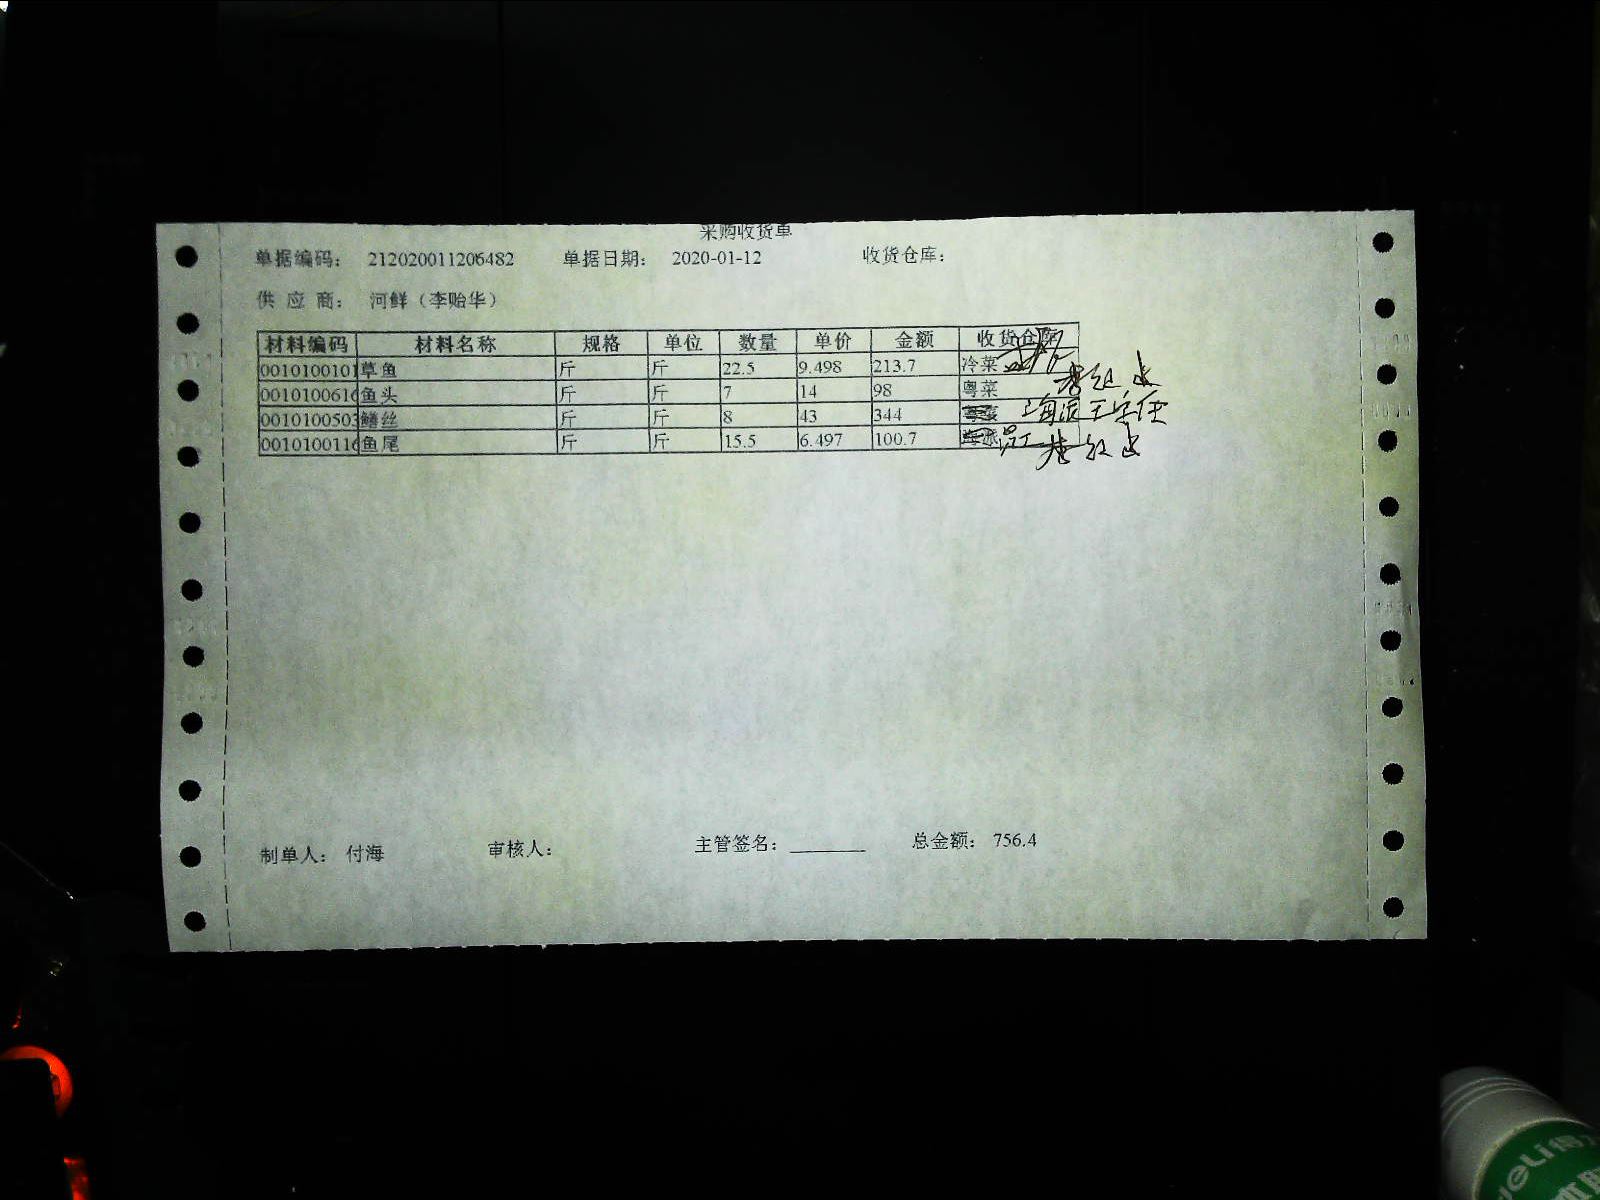 采购收货单
单据编码： 212020011206482 单据日期： 2020-01-12 收货仓库：
供 应 商： 河鲜（李贻华）
材料编码 材料名称 规格 单位 数量 单价 金额 收货仓库
0010100101 草鱼 斤 斤 22.5 9.498 213.7 冷菜
0010100616 鱼头 斤 斤 7 14 98 粤菜
0010100503 鳝丝 斤 斤 8 43 344 海派
0010100116 鱼尾 斤 斤 15.5 6.497 100.7 员工
制单人： 付海 审核人： 主管签名： 总金额： 756.4
deli